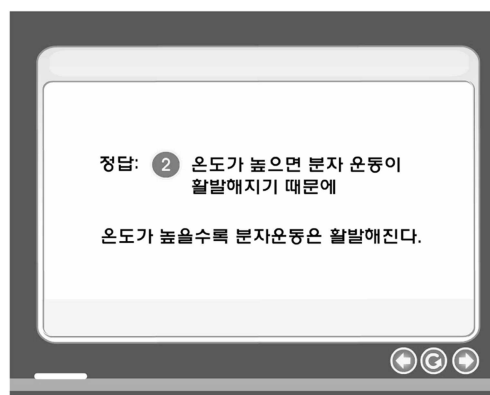 정답: 2 온도가 높으면 분자 운동이
활발해지기 때문에
온도가 높을수록 분자운동은 활발해진다.